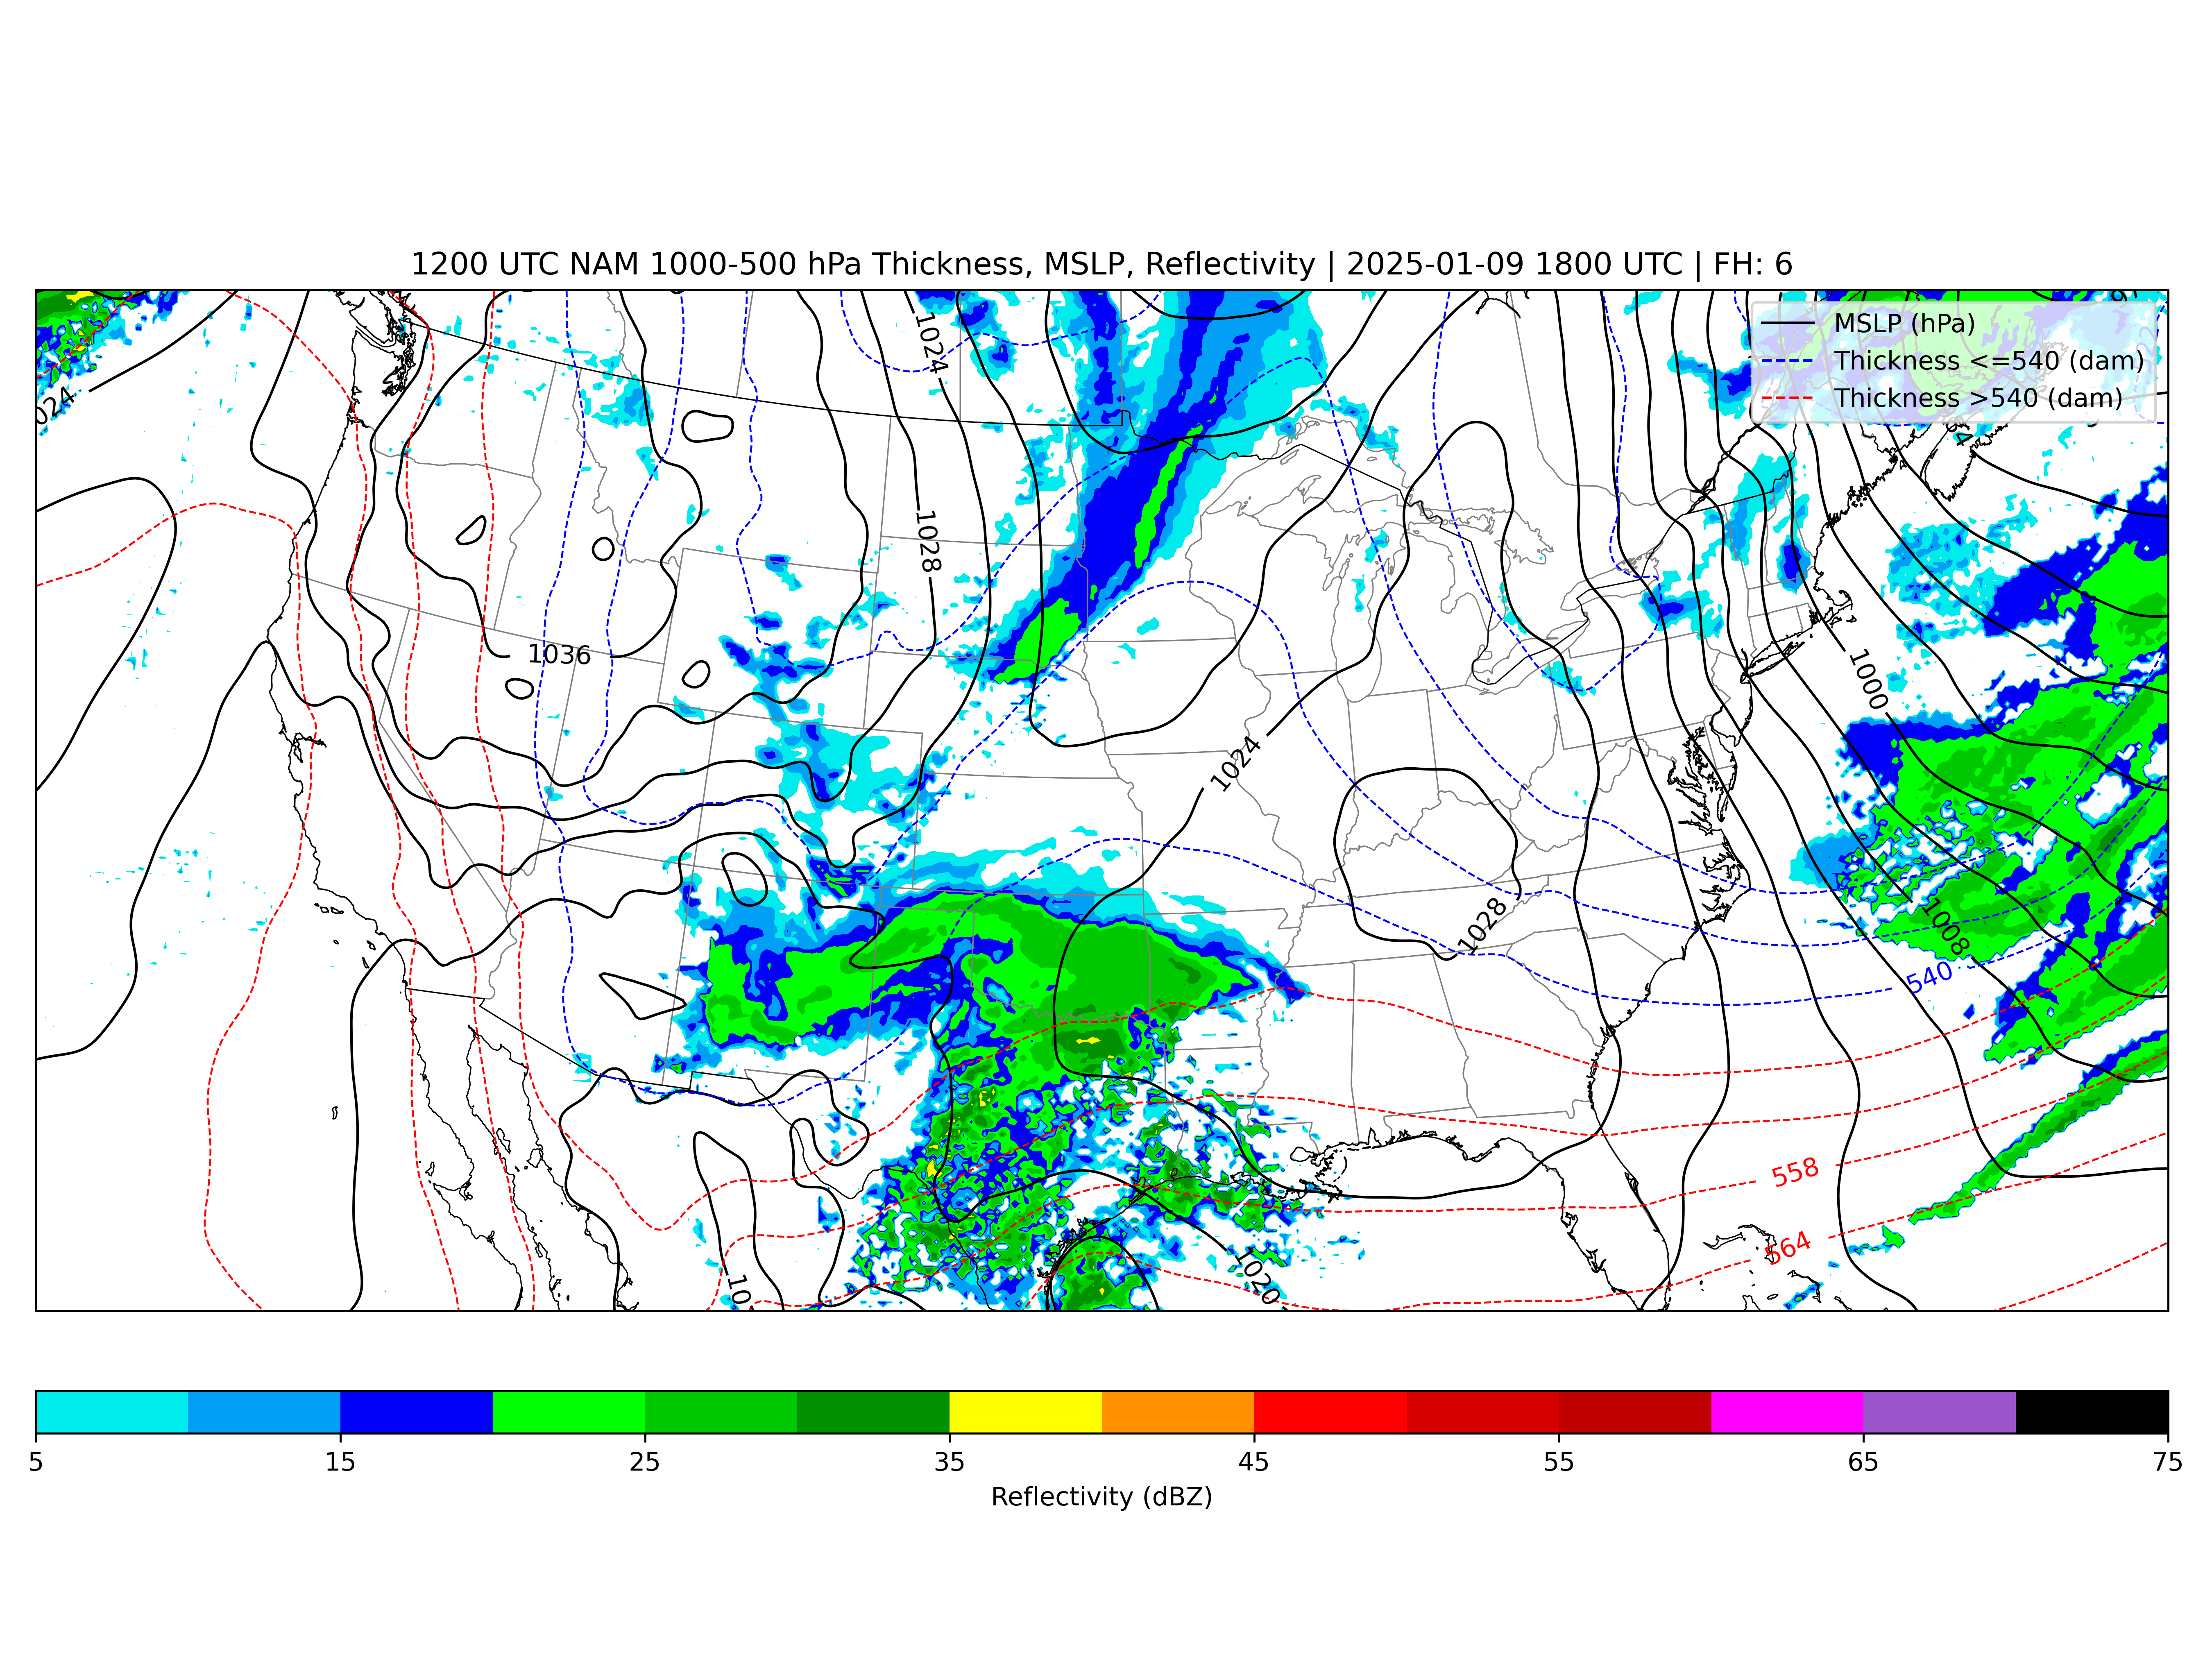 1200 UTC NAM 1000-500 hPa Thickness, MSLP, Reflectivity | 2025-01-09 1800 UTC | FH: 6
MSLP (hPa)
Thickness <=540 (dam)
Thickness >540 (dam)
1024
024
1028
1036
1000
1024
1028
1008
540
558
564
1020
10
5 15 25 35 45 55 65 75
Reflectivity (dBZ)